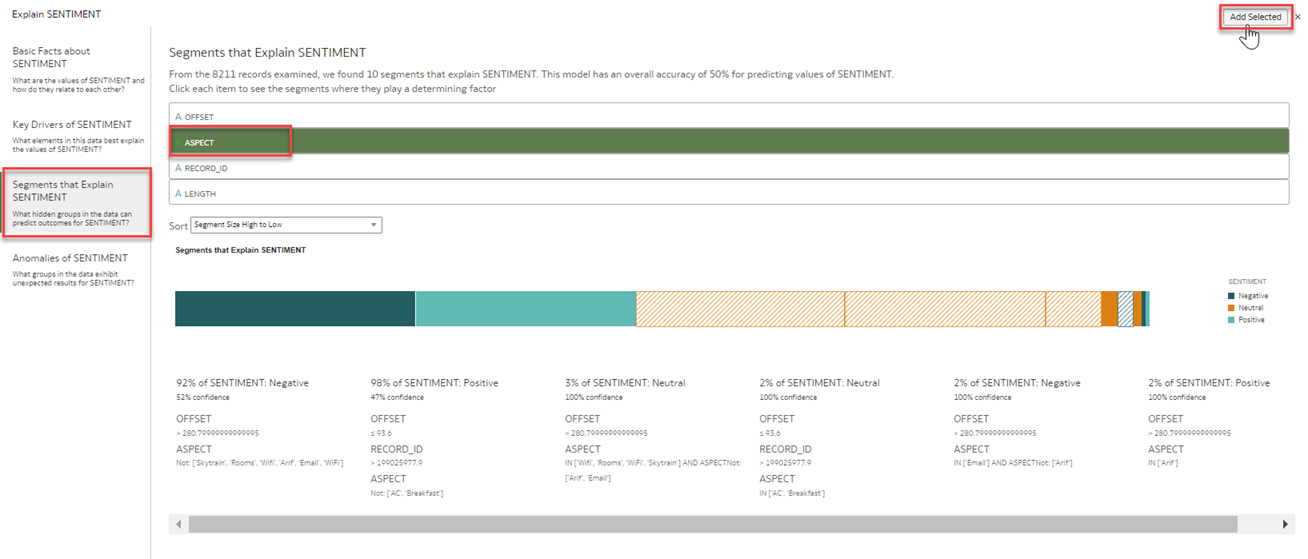 Explain SENTIMENT
Add Selected
Basic Facts about
SENTIMENT
What are the values of SENTIMENT and
how do they relate to each other?
Key Drivers of SENTIMENT
What elements in this data best explain
the values of SENTIMENT?
Segments that Explain
SENTIMENT
What hidden groups in the data can
predict outcomes for SENTIMENT?
Anomalies of SENTIMENT
What groups in the data exhibit
unexpected results for SENTIMENT?
Segments that Explain SENTIMENT
From the 8211 records examined, we found 10 segments that explain SENTIMENT. This model has an overall accuracy of 50% for predicting values of SENTIMENT.
Click each item to see the segments where they play a determining factor
A OFFSET
A ASPECT
A RECORD_ID
A LENGTH
Sort Segment Size High to Low
Segments that Explain SENTIMENT
SENTIMENT
Negative
Neutral
Positive
92% of SENTIMENT: Negative
52% confidence
OFFSET
> 280.79999999999995
ASPECT
Not: ['Skytrain', 'Rooms', 'Wifi', 'Arif', 'Email', 'WiFi']
98% of SENTIMENT: Positive
47% confidence
OFFSET
≤ 93.6
RECORD_ID
> 199025977.9
ASPECT
Not: ['AC', 'Breakfast']
3% of SENTIMENT: Neutral
100% confidence
OFFSET
> 280.79999999999995
ASPECT
IN ['Wifi', 'Rooms', 'WiFi', 'Skytrain'] AND ASPECTNot:
['Arif', 'Email']
2% of SENTIMENT: Neutral
100% confidence
OFFSET
≤ 93.6
RECORD_ID
> 199025977.9
ASPECT
IN ['AC', 'Breakfast']
2% of SENTIMENT: Negative
100% confidence
OFFSET
> 280.79999999999995
ASPECT
IN ['Email'] AND ASPECTNot: ['Arif']
2% of SENTIMENT: Positive
100% confidence
OFFSET
> 280.79999999999995
ASPECT
IN ['Arif']